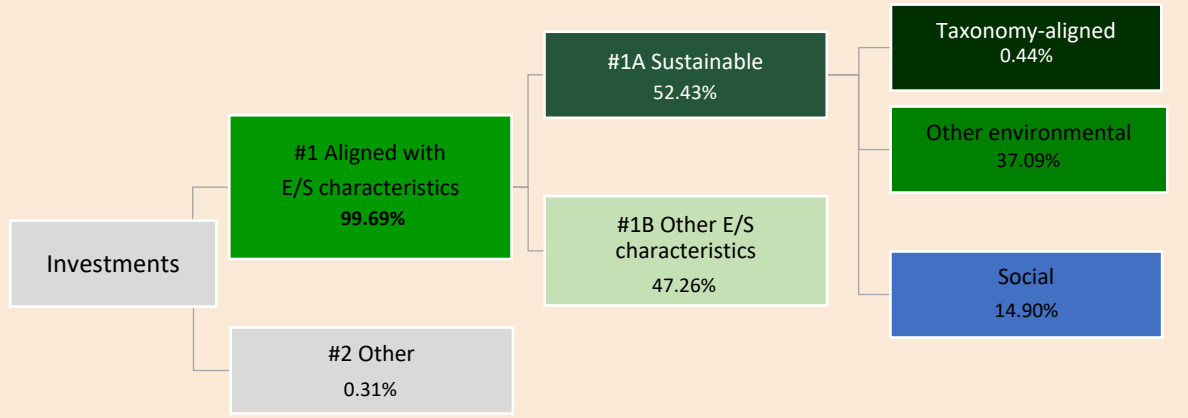 Investments
#1 Aligned with
E/S characteristics
99.69%
#2 Other
0.31%
#1A Sustainable
52.43%
#1B Other E/S
characteristics
47.26%
Taxonomy-aligned
0.44%
Other environmental
37.09%
Social
14.90%